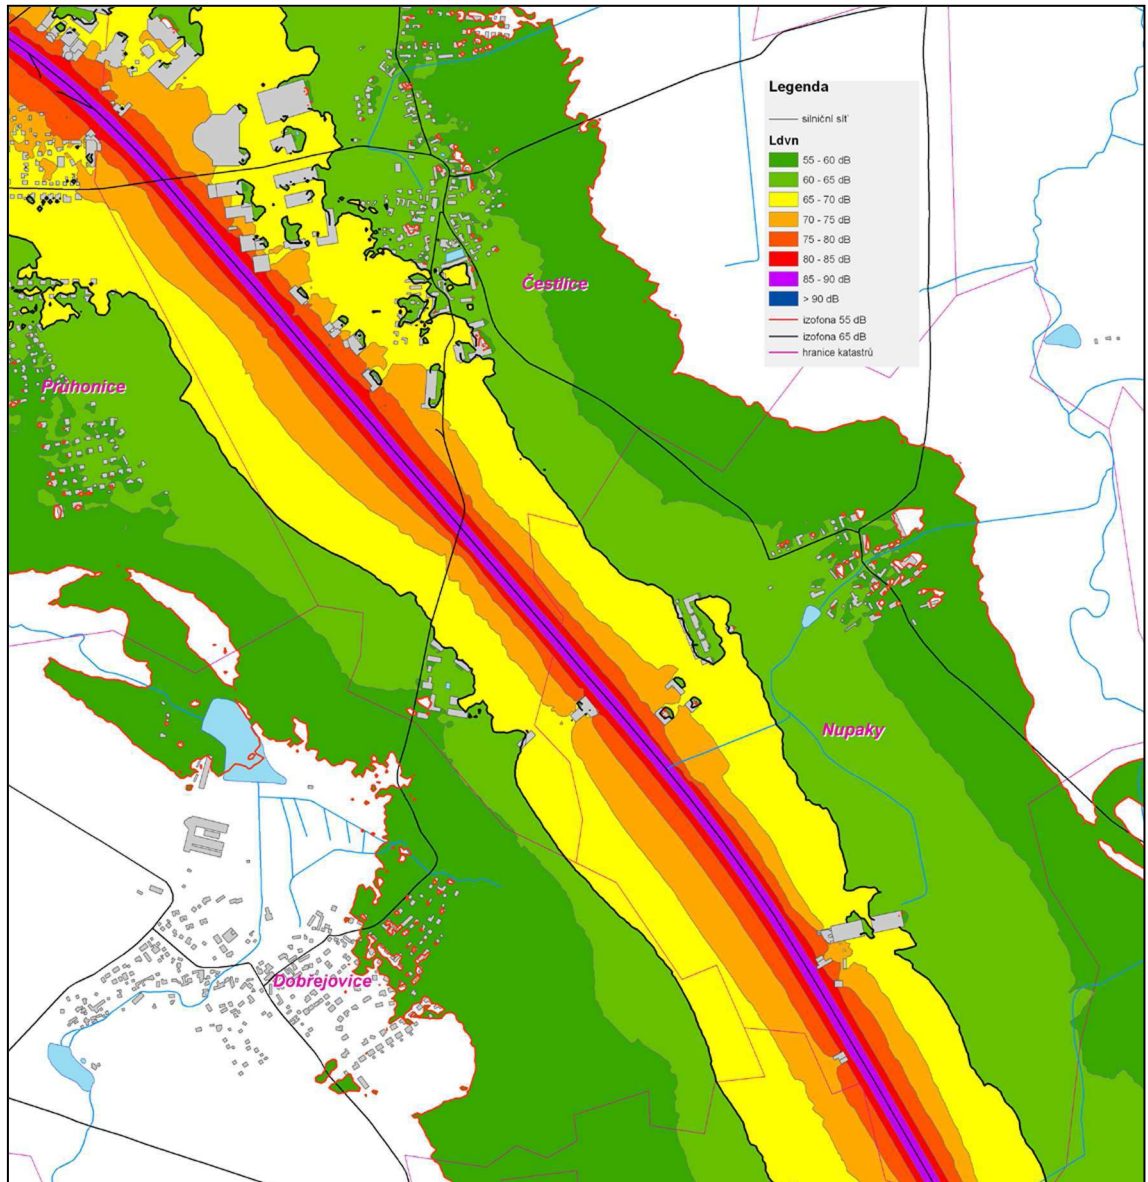 Legenda
silniční síť
Ldvn
55 - 60 dB
60 - 65 dB
65 - 70 dB
70 - 75 dB
75 - 80 dB
80 - 85 dB
85 - 90 dB
> 90 dB
izofona 55 dB
izofona 65 dB
hranice katastrů
Čestlice
Průhonice
Nupaky
Dobřejovice